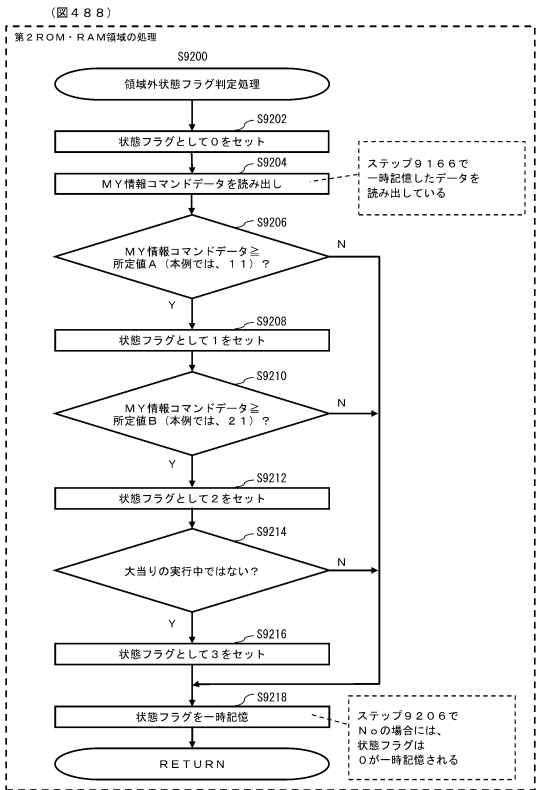 （図４８８）
第２ＲＯＭ・ＲＡＭ領域の処理
S9200
領域外状態フラグ判定処理
S9202
状態フラグとして０をセット
S9204
ＭＹ情報コマンドデータを読み出し
ステップ９１６６で
一時記憶したデータを
読み出している
S9206
ＭＹ情報コマンドデータ≧
所定値Ａ（本例では、１１）？
N
Y
S9208
状態フラグとして１をセット
S9210
ＭＹ情報コマンドデータ≧
所定値Ｂ（本例では、２１）？
N
Y
S9212
状態フラグとして２をセット
S9214
大当りの実行中ではない？
N
Y
S9216
状態フラグとして３をセット
S9218
状態フラグを一時記憶
ステップ９２０６で
Ｎｏの場合には、
状態フラグは
０が一時記憶される
ＲＥＴＵＲＮ